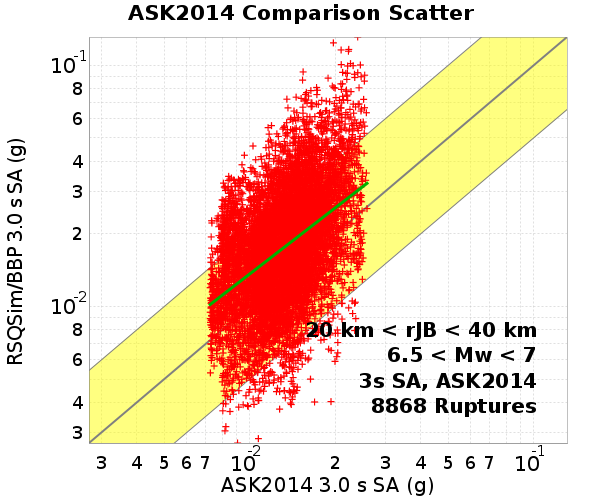 ASK2014 Comparison Scatter
RSQSim/BBP 3.0 s SA (g)
10-1
8
6
4
3
2
10-2
8
6
4
3
20 km < rJB < 40 km
6.5 < Mw < 7
3s SA, ASK2014
8868 Ruptures
3 4 5 6 7 10-2 2 3 4 5 6 7 10-1
ASK2014 3.0 s SA (g)